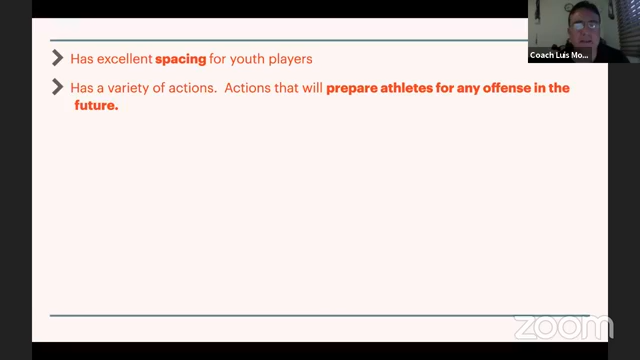 Coach Luis Mo...
Has excellent spacing for youth players
Has a variety of actions. Actions that will prepare athletes for any offense in the
future.
zoom